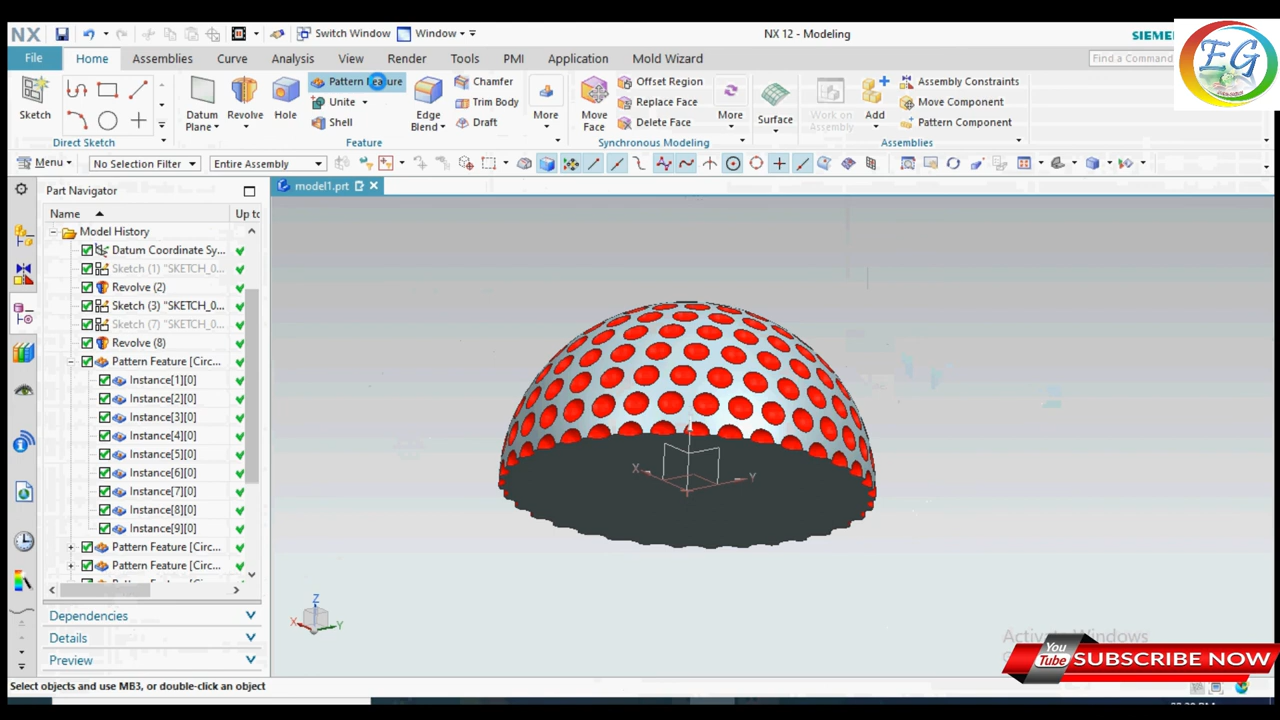 NX
Switch Window
Window
NX 12 - Modeling
SIEM
EG
File
Home
Assemblies
Curve
Analysis
View
Render
Tools
PMI
Application
Mold Wizard
Find a Command
Sketch
Direct Sketch
Datum Plane
Revolve
Hole
Pattern Feature
Unite
Shell
Edge Blend
Chamfer
Trim Body
Draft
More
Feature
Move Face
Offset Region
Replace Face
Delete Face
More
Synchronous Modeling
Surface
Work on Assembly
Add
Assembly Constraints
Move Component
Pattern Component
Assemblies
Menu
No Selection Filter
Entire Assembly
Part Navigator
model1.prt
Name
Up to
Model History
Datum Coordinate Sy...
Sketch (1) "SKETCH_0...
Revolve (2)
Sketch (3) "SKETCH_0...
Sketch (7) "SKETCH_0...
Revolve (8)
Pattern Feature [Circ...
Instance[1][0]
Instance[2][0]
Instance[3][0]
Instance[4][0]
Instance[5][0]
Instance[6][0]
Instance[7][0]
Instance[8][0]
Instance[9][0]
Pattern Feature [Circ...
Pattern Feature [Circ...
X
Y
Z
X
Y
Dependencies
Details
Preview
Activate Windows
You Tube SUBSCRIBE NOW
Select objects and use MB3, or double-click an object